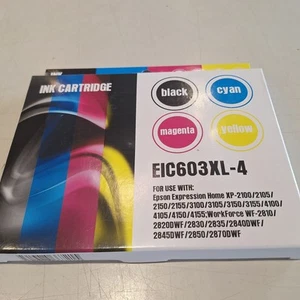 INK CARTRIDGE
black
cyan
magenta
yellow
EIC603XL-4
FOR USE WITH:
Epson Expression Home XP-2100/2105/
2150/2155/3100/3105/3150/3155/4100/
4105/4150/4155;WorkForce WF-2810/
2820DWF/2830/2835/2840DWF/
2845DWF/2850/2870DWF